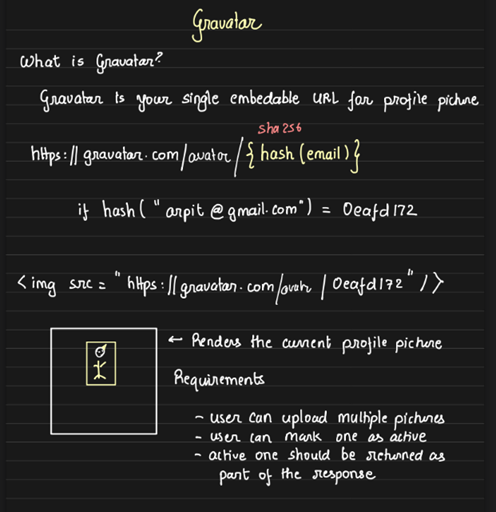 Gravatar
What is Gravatar?
Gravatar is your single embedable URL for profile picture
sha256
https://gravatar.com/avatar/{hash(email)}
if hash("arpit@gmail.com") = 0eafd172
<img src = "https://gravatar.com/avatr/0eafd172" />
← Renders the current profile picture
Requirements
- user can upload multiple pictures
- user can mark one as active
- active one should be returned as
part of the response